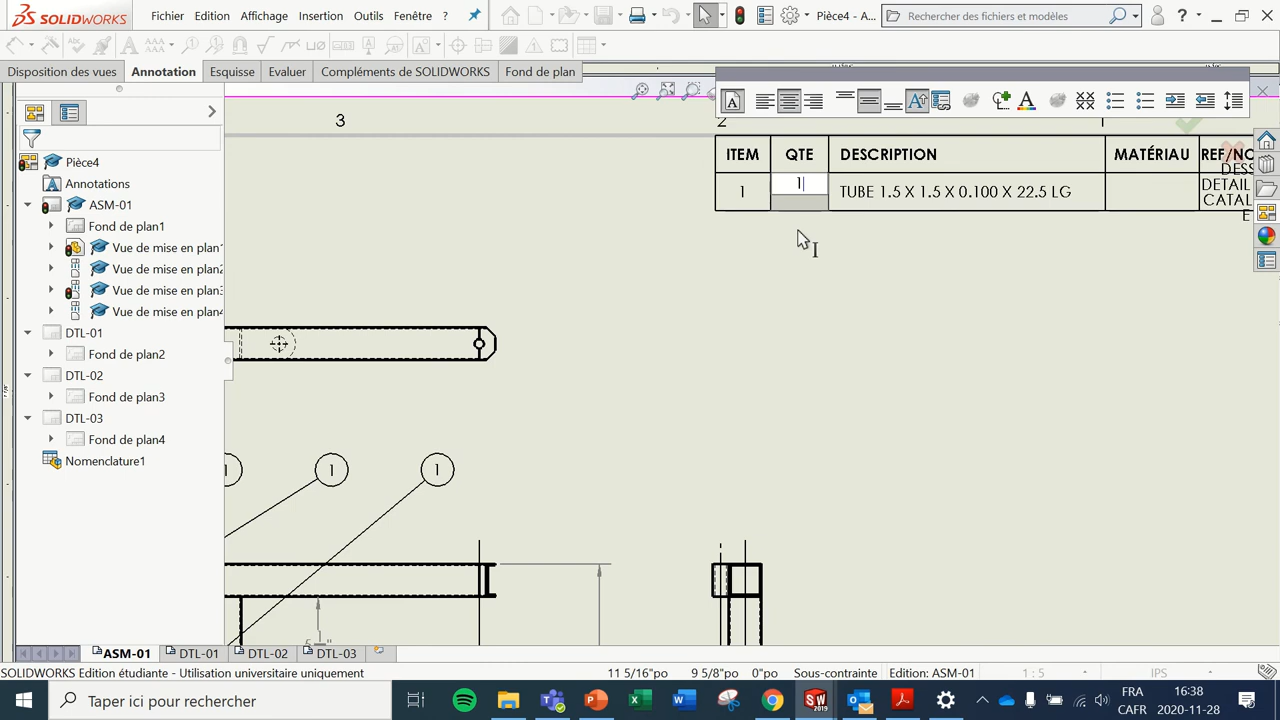 SOLIDWORKS Fichier Edition Affichage Insertion Outils Fenêtre ? Pièce4 - A... Rechercher des fichiers et modèles ?
Disposition des vues Annotation Esquisse Evaluer Compléments de SOLIDWORKS Fond de plan
3 2 1
Pièce4
Annotations
ASM-01
Fond de plan1
Vue de mise en plan1
Vue de mise en plan2
Vue de mise en plan3
Vue de mise en plan4
DTL-01
Fond de plan2
DTL-02
Fond de plan3
DTL-03
Fond de plan4
Nomenclature1
ITEM QTE DESCRIPTION MATÉRIAU REF/NO
DESS
1 1 TUBE 1.5 X 1.5 X 0.100 X 22.5 LG DETAIL
CATAL
E
1 1 1
ASM-01 DTL-01 DTL-02 DTL-03
SOLIDWORKS Edition étudiante - Utilisation universitaire uniquement 11 5/16"po 9 5/8"po 0"po Sous-contrainte Edition: ASM-01 1 : 5 IPS
Taper ici pour rechercher FRA 16:38
CAFR 2020-11-28